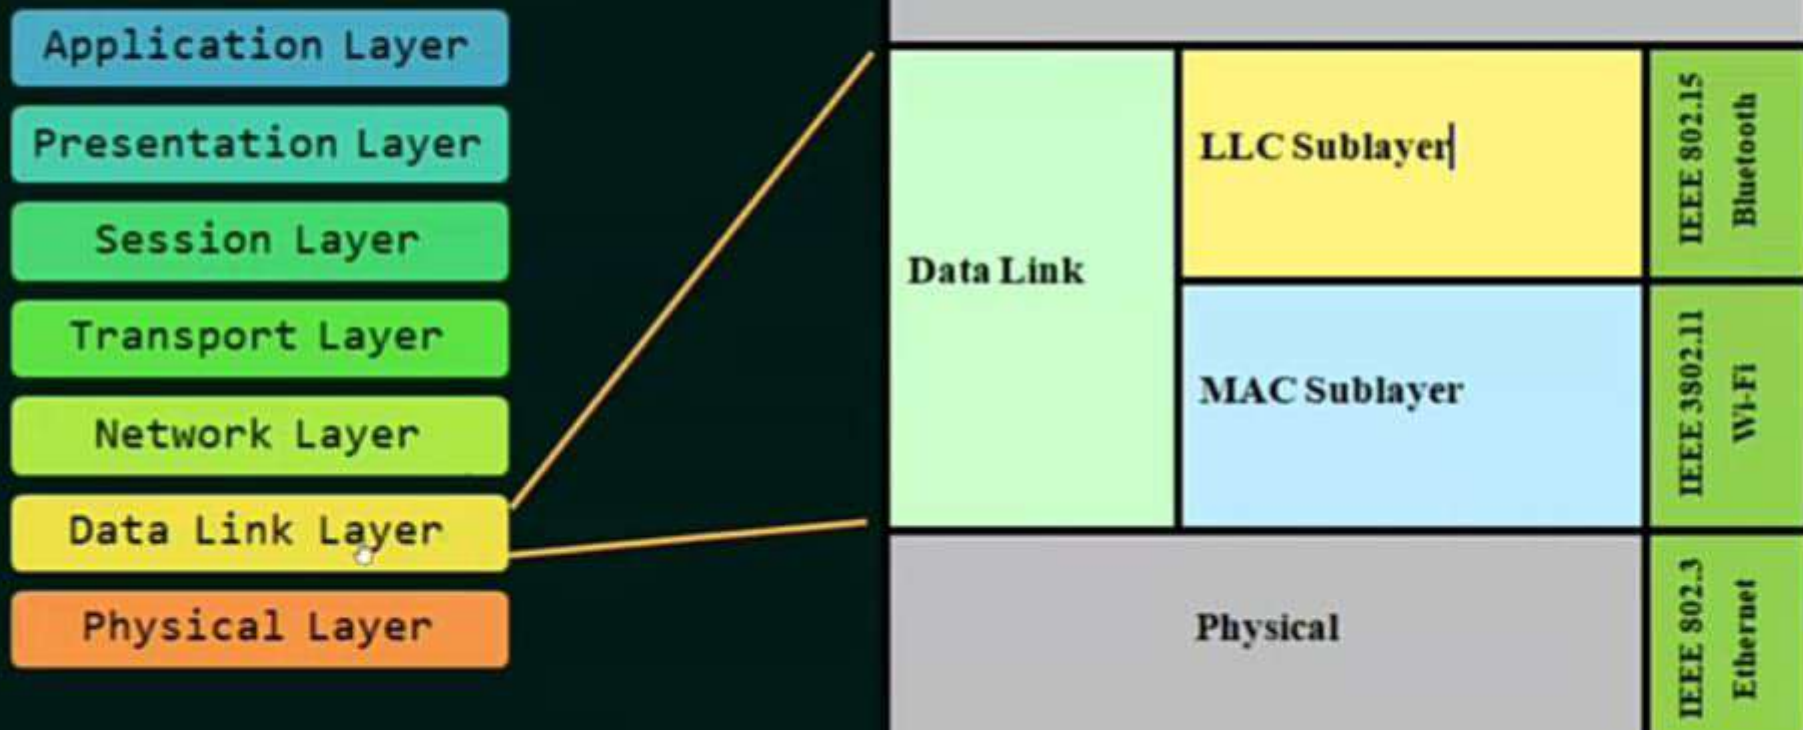 Application Layer
Presentation Layer
Session Layer
Transport Layer
Network Layer
Data Link Layer
Physical Layer
Data Link
LLC Sublayer
MAC Sublayer
Physical
IEEE 802.15
Bluetooth
IEEE 3802.11
Wi-Fi
IEEE 802.3
Ethernet